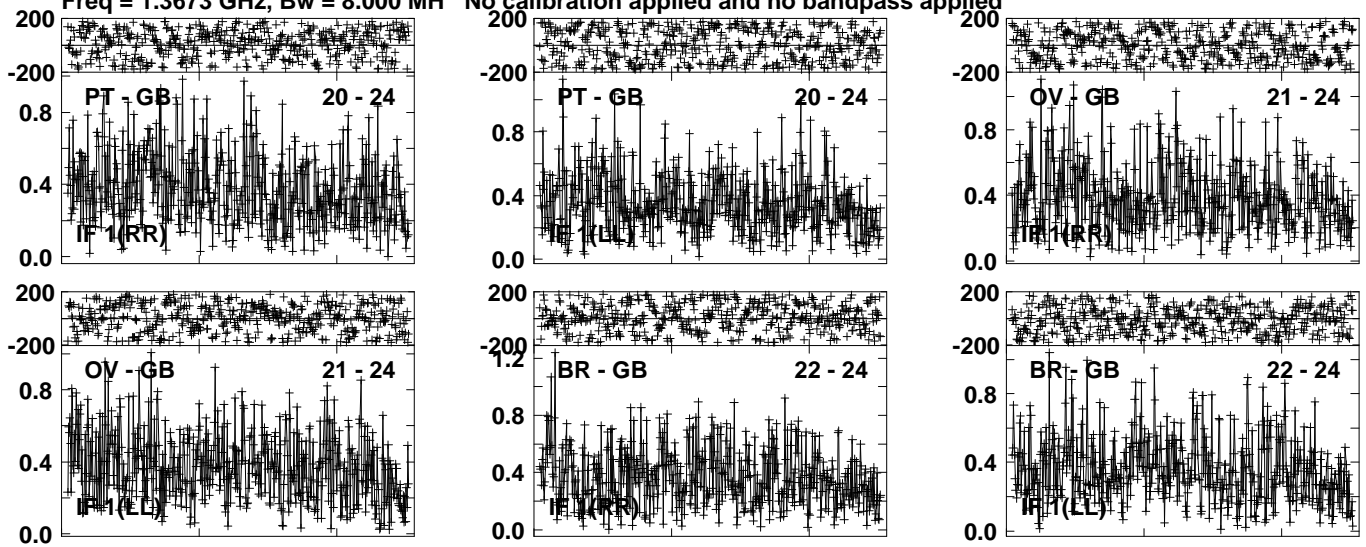 Freq = 1.3673 GHz, Bw = 8.000 MH No calibration applied and no bandpass applied
200 200 200
-200 -200 -200
PT - GB 20 - 24 PT - GB 20 - 24 OV - GB 21 - 24
0.8 0.8 0.8
0.4 0.4 0.4
IF 1(RR) IF 1(LL) IF 1(RR)
0.0 0.0 0.0
200 200 200
-200 -200 -200
1.2
OV - GB 21 - 24 BR - GB 22 - 24 BR - GB 22 - 24
0.8 0.8 0.8
0.4 0.4 0.4
IF 1(LL) IF 1(RR) IF 1(LL)
0.0 0.0 0.0